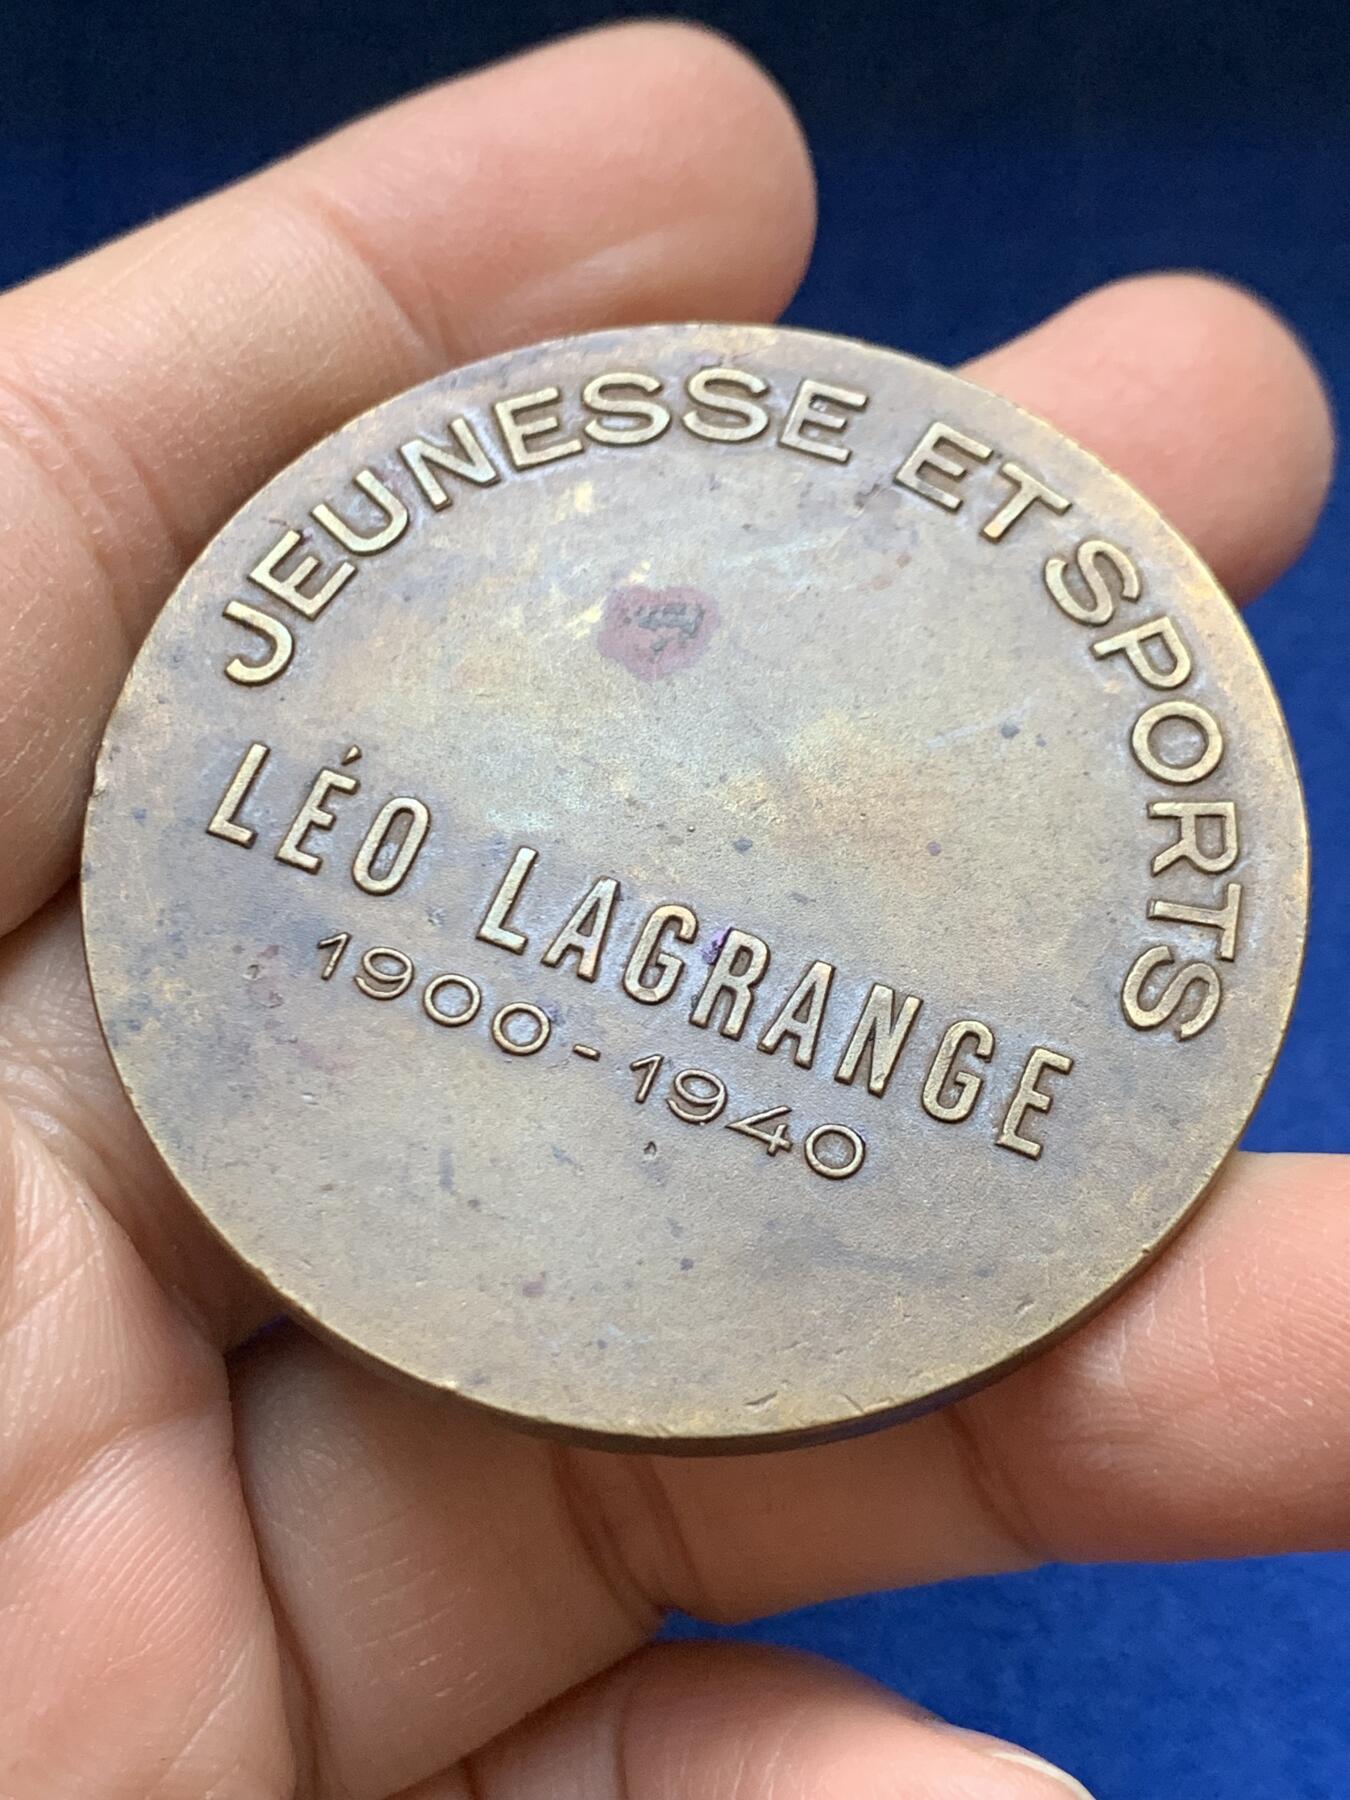 JEUNESSE ET SPORTS
LÉO LAGRANGE
1900-1940